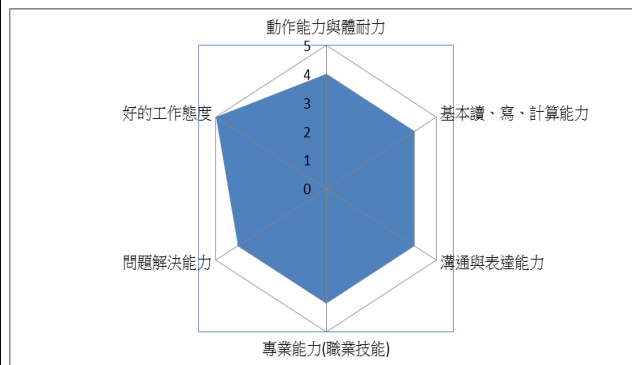 動作能力與體耐力
5
4
3
2
1
0
基本讀、寫、計算能力
溝通與表達能力
專業能力(職業技能)
問題解決能力
好的工作態度